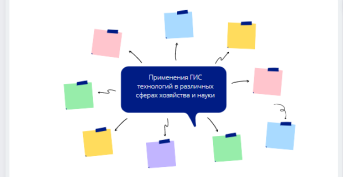 Применения ГИС
технологий в различных
сферах хозяйства и науки